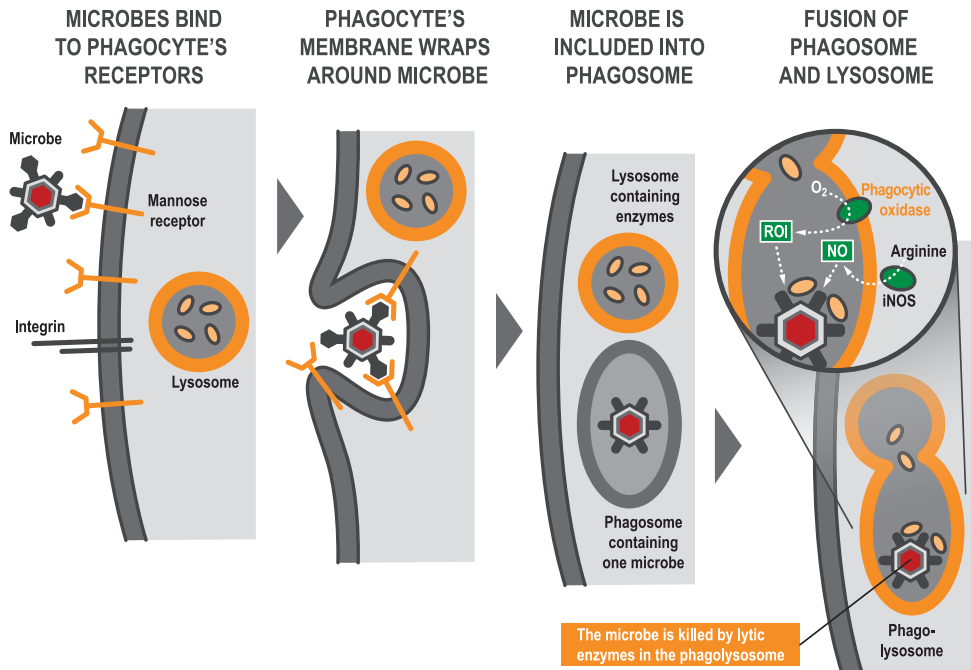 MICROBES BIND
TO PHAGOCYTE'S
RECEPTORS
PHAGOCYTE'S
MEMBRANE WRAPS
AROUND MICROBE
MICROBE IS
INCLUDED INTO
PHAGOSOME
FUSION OF
PHAGOSOME
AND LYSOSOME
Microbe
Mannose
receptor
Integrin
Lysosome
Lysosome
containing
enzymes
Phagosome
containing
one microbe
O₂
Phagocytic
oxidase
ROI
NO
Arginine
iNOS
Phago-
lysosome
The microbe is killed by lytic
enzymes in the phagolysosome